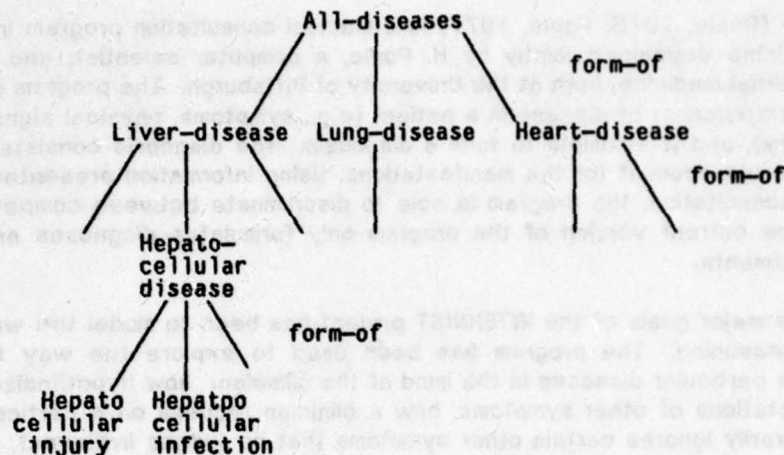 All–diseases
form–of
Liver–disease Lung–disease Heart–disease
form–of
Hepato–
cellular
disease
form–of
Hepato Hepatpo
cellular cellular
injury infection